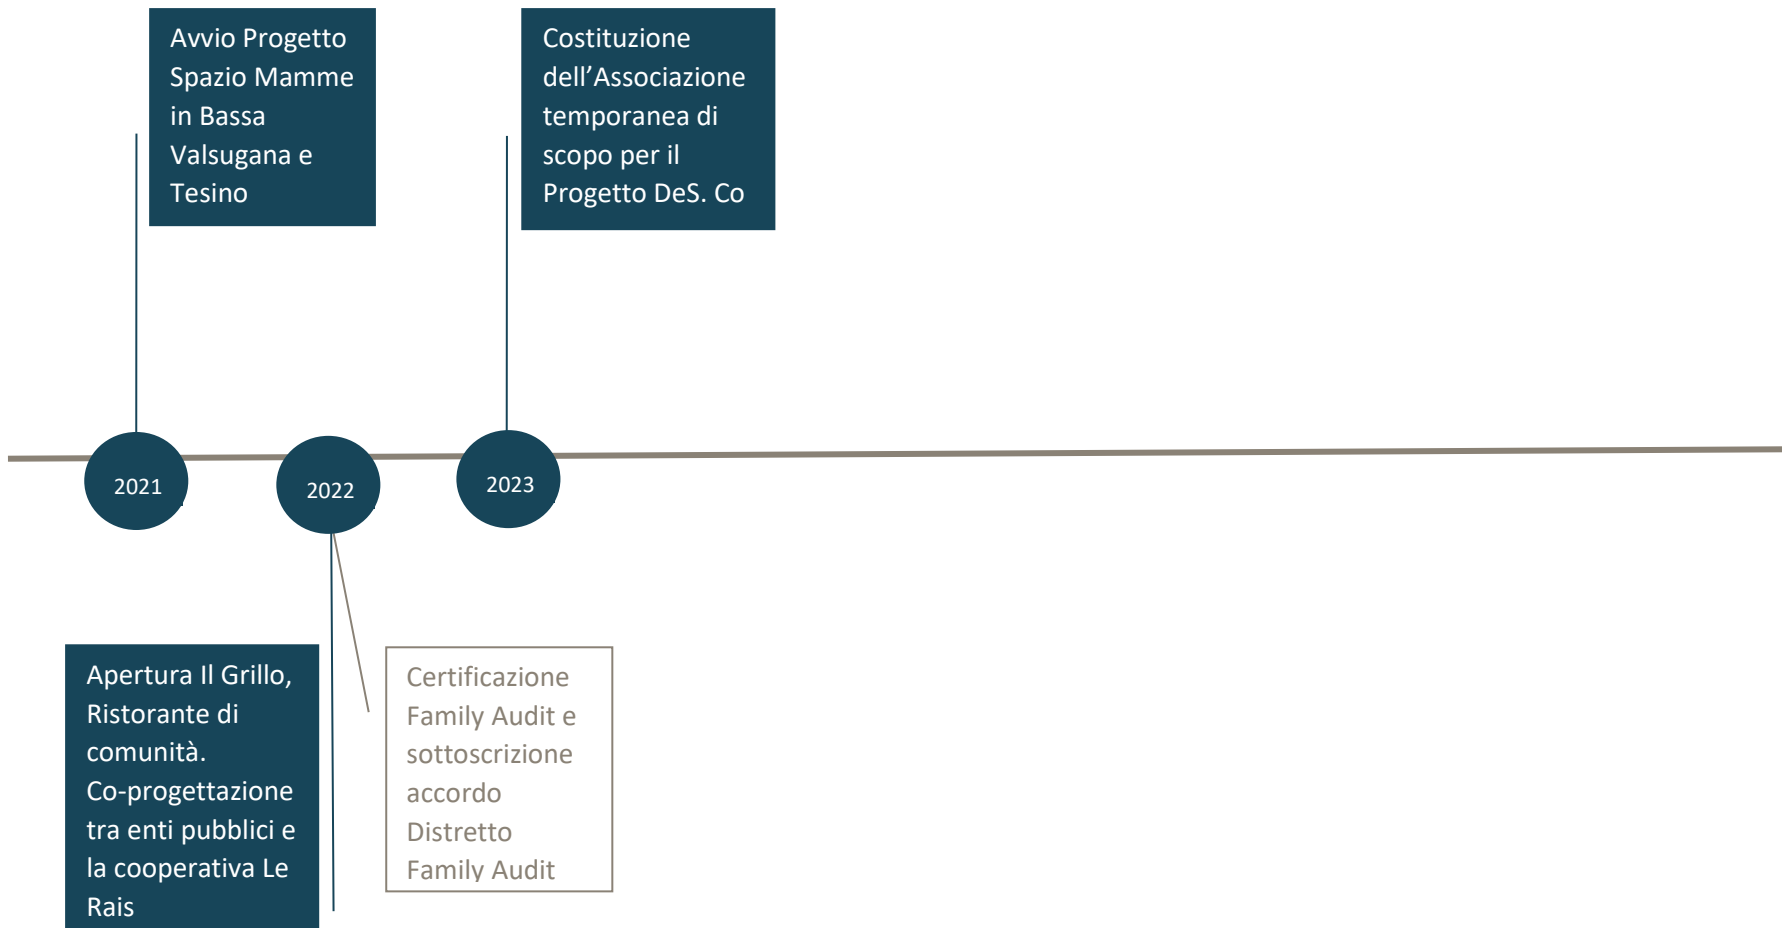 Avvio Progetto
Spazio Mamme
in Bassa
Valsugana e
Tesino
Costituzione
dell’Associazione
temporanea di
scopo per il
Progetto DeS. Co
2021
2022
2023
Apertura Il Grillo,
Ristorante di
comunità.
Co-progettazione
tra enti pubblici e
la cooperativa Le
Rais
Certificazione
Family Audit e
sottoscrizione
accordo
Distretto
Family Audit